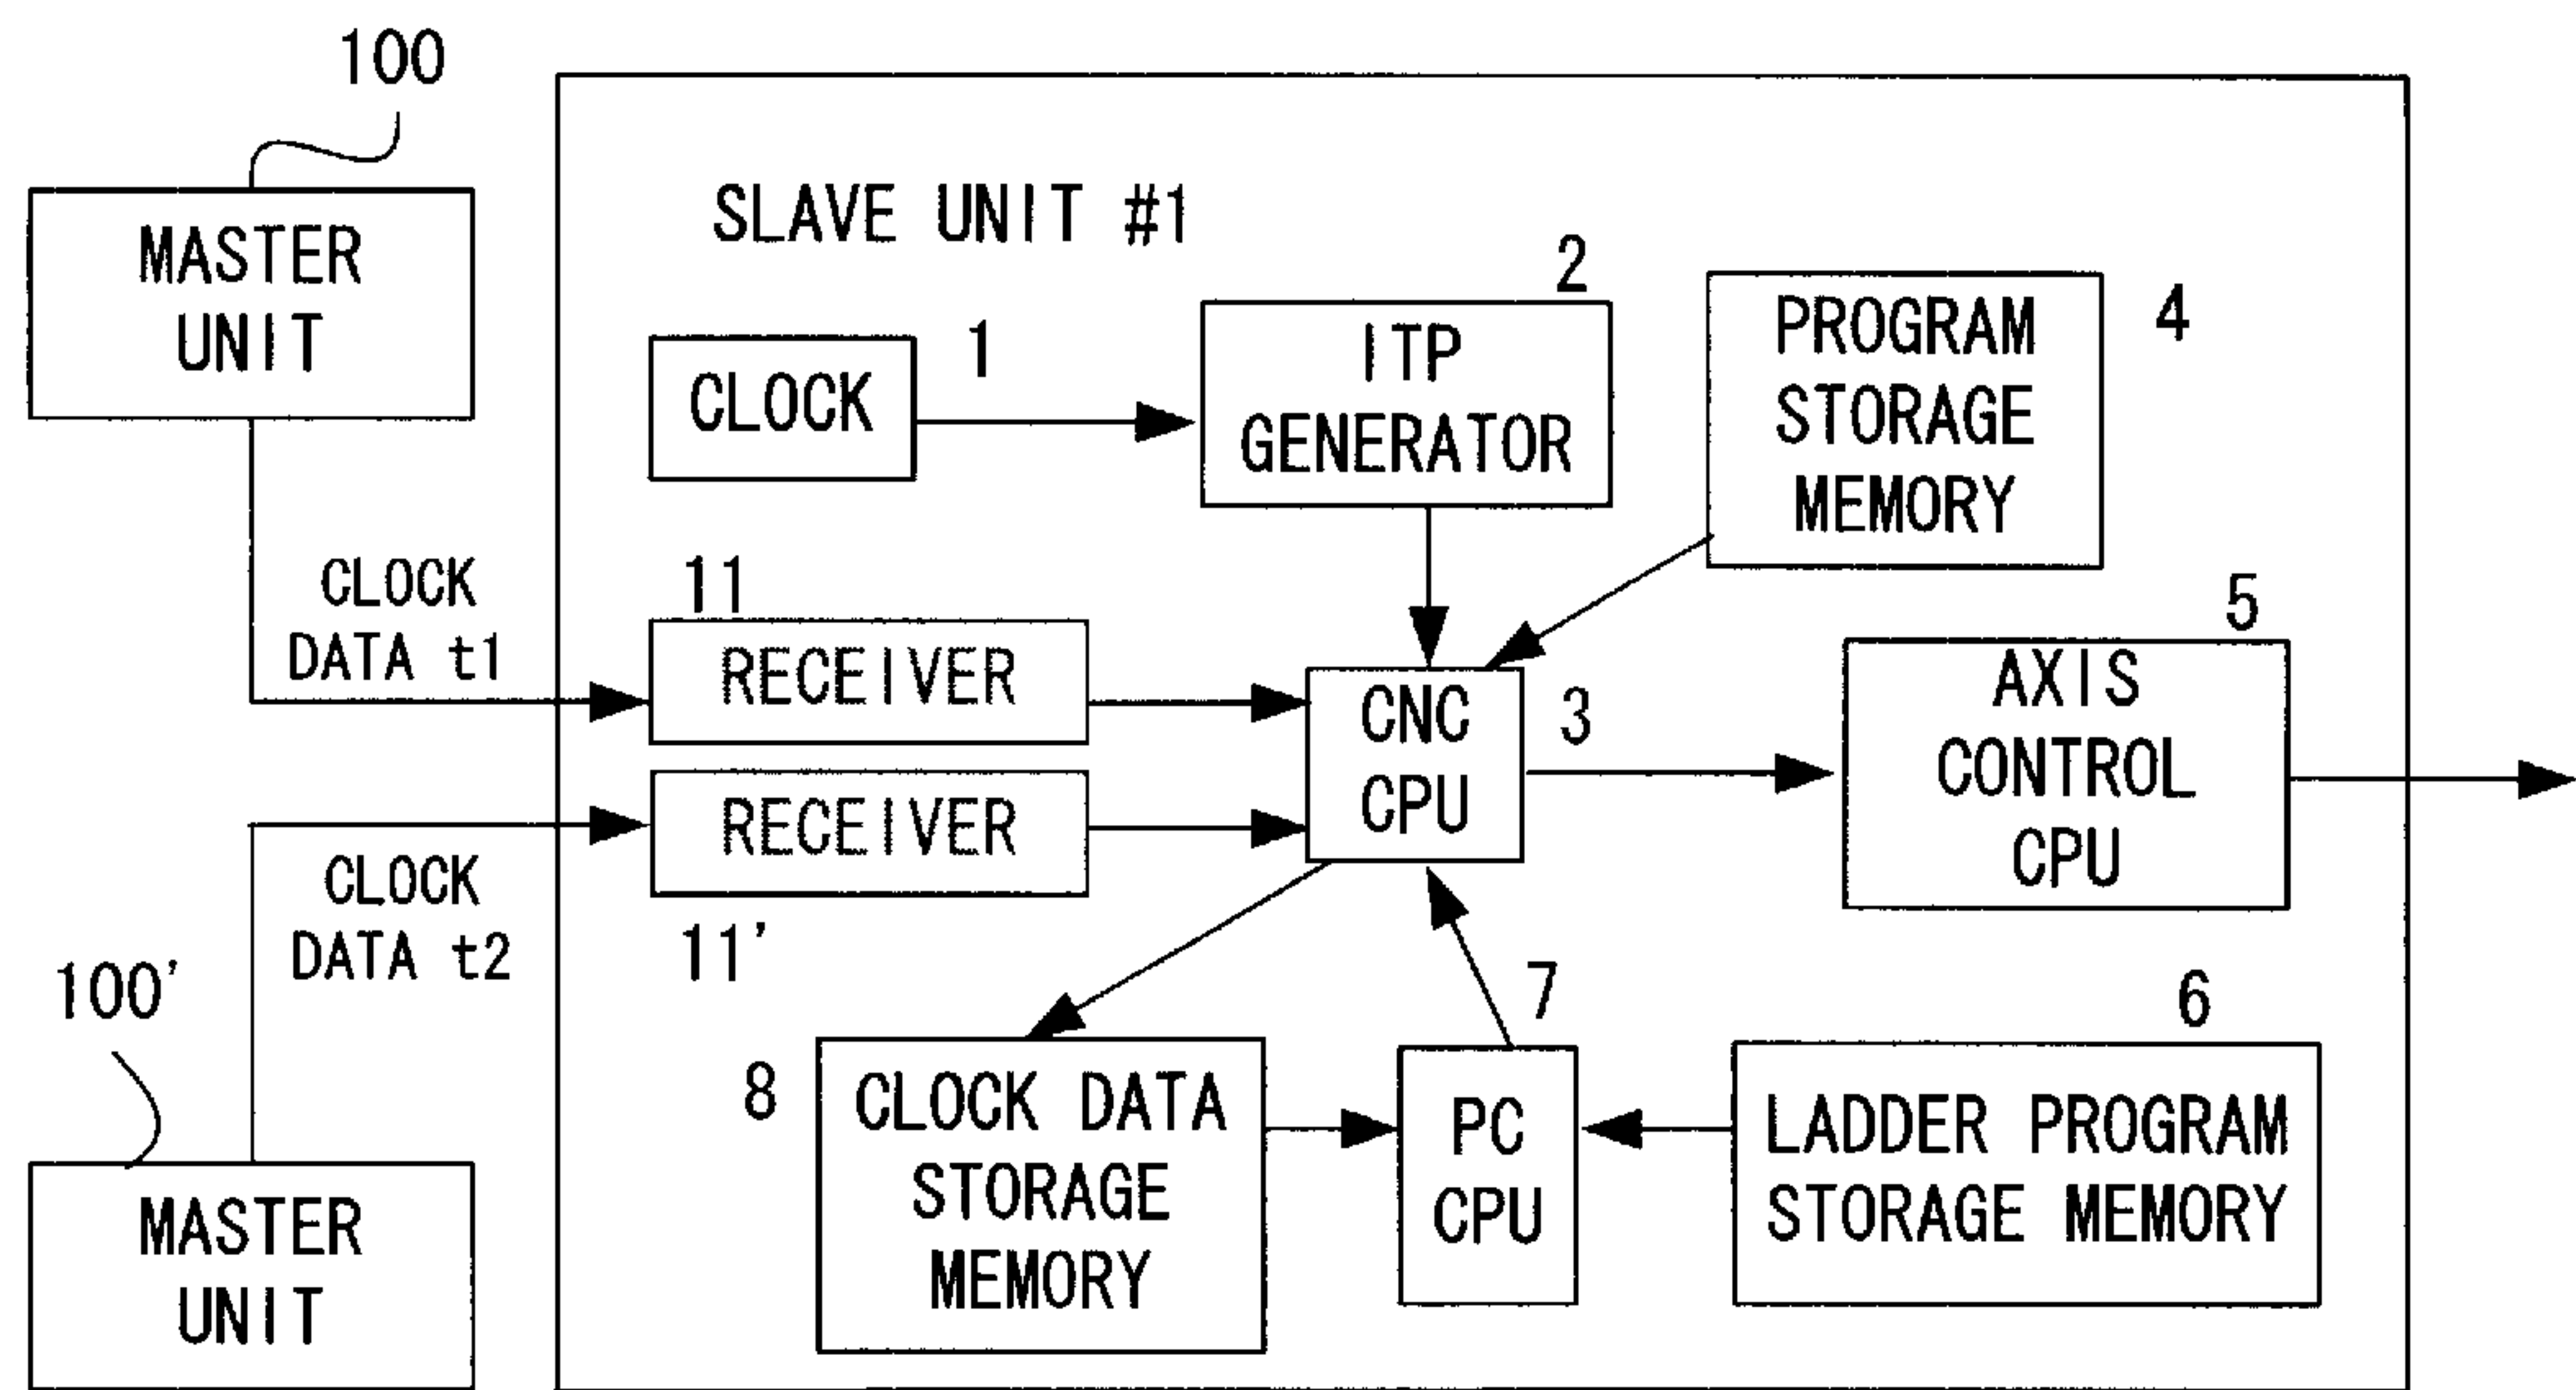 100
MASTER
UNIT
SLAVE UNIT #1
1
CLOCK
2
ITP
GENERATOR
PROGRAM
STORAGE
MEMORY
4
CLOCK
DATA t1
11
RECEIVER
CNC
CPU
3
5
AXIS
CONTROL
CPU
RECEIVER
11'
CLOCK
DATA t2
100'
MASTER
UNIT
8
CLOCK DATA
STORAGE
MEMORY
7
PC
CPU
6
LADDER PROGRAM
STORAGE MEMORY